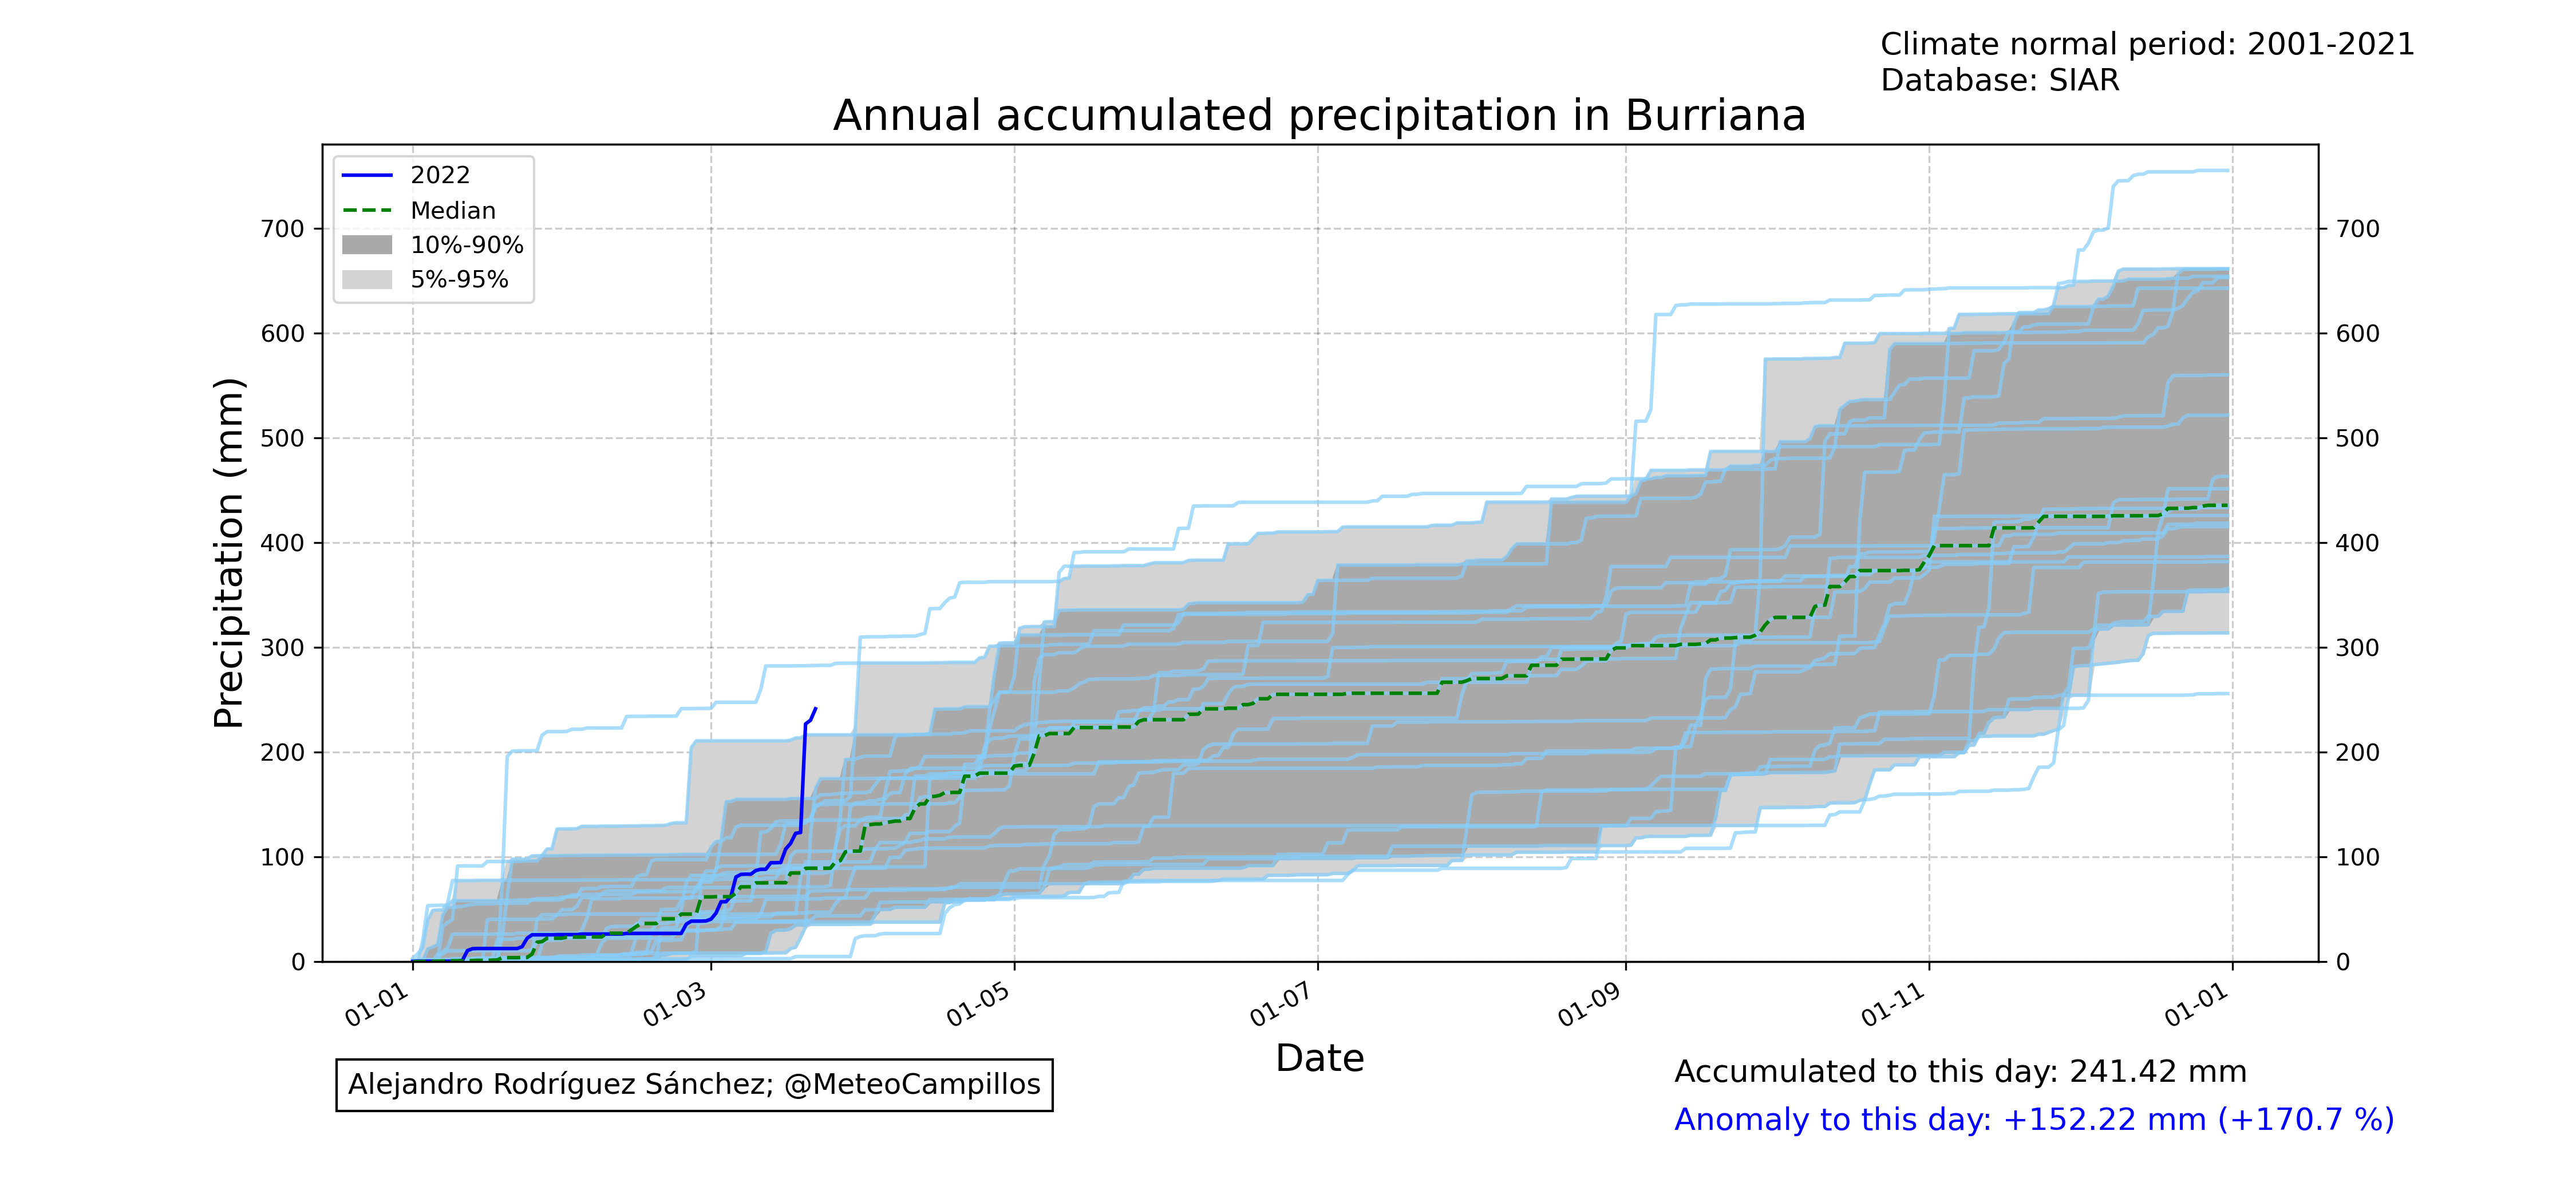 Climate normal period: 2001-2021
Database: SIAR
Annual accumulated precipitation in Burriana
2022
Median
10%-90%
5%-95%
Precipitation (mm)
700
600
500
400
300
200
100
0
700
600
500
400
300
200
100
0
01-01
01-03
01-05
01-07
01-09
01-11
01-01
Date
Alejandro Rodríguez Sánchez; @MeteoCampillos
Accumulated to this day: 241.42 mm
Anomaly to this day: +152.22 mm (+170.7 %)